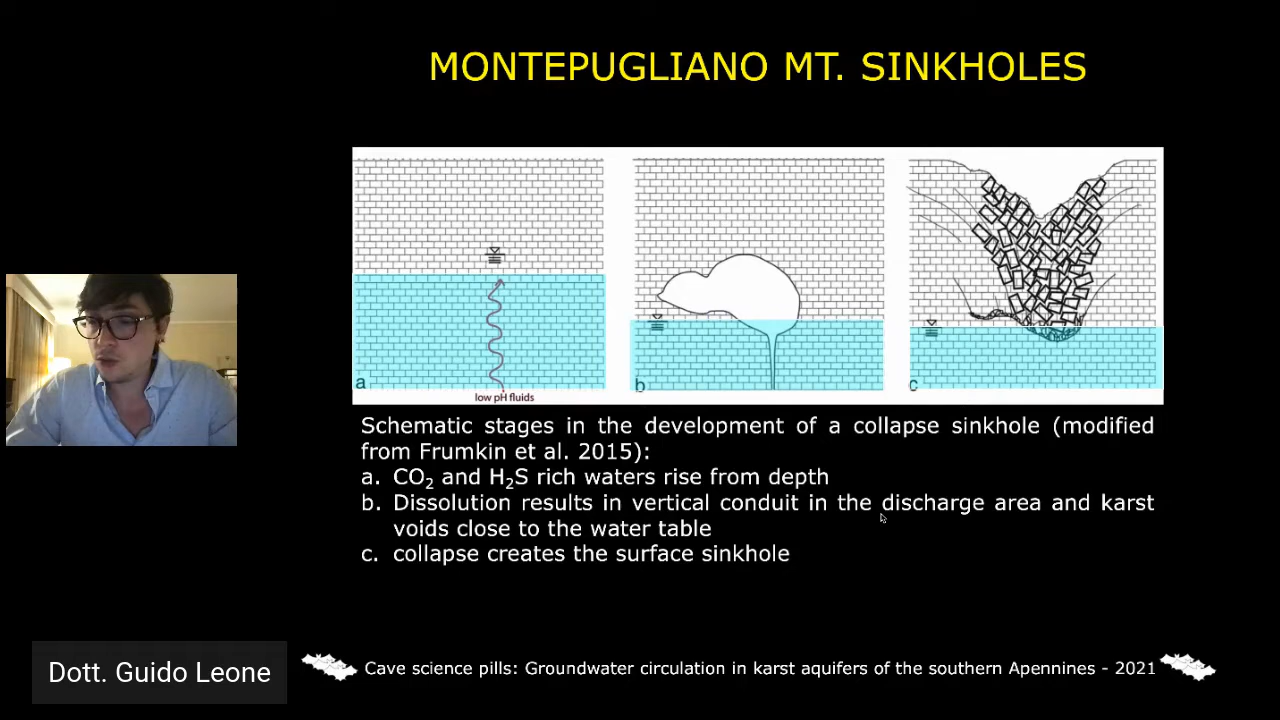 MONTEPUGLIANO MT. SINKHOLES
a
low pH fluids
b
c
Schematic stages in the development of a collapse sinkhole (modified
from Frumkin et al. 2015):
a. CO₂ and H₂S rich waters rise from depth
b. Dissolution results in vertical conduit in the discharge area and karst
voids close to the water table
c. collapse creates the surface sinkhole
Dott. Guido Leone
Cave science pills: Groundwater circulation in karst aquifers of the southern Apennines - 2021